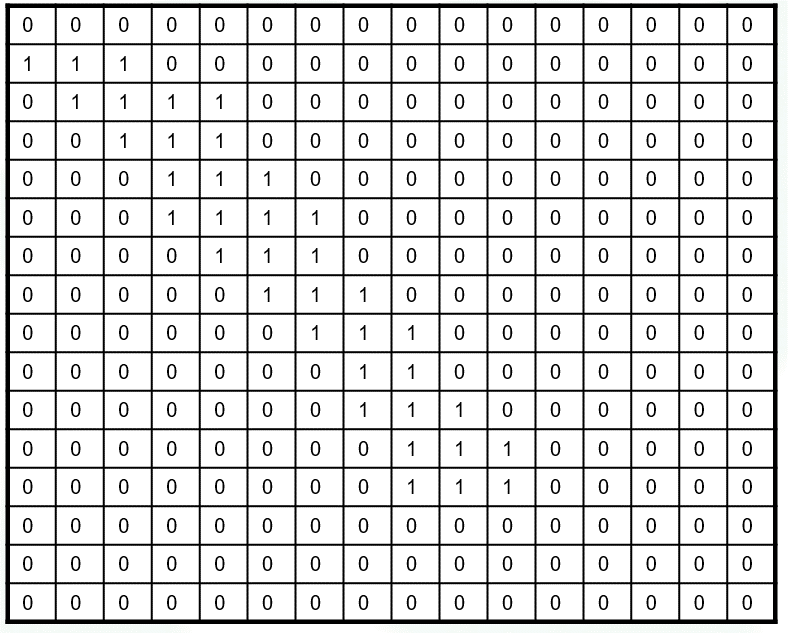 0 0 0 0 0 0 0 0 0 0 0 0 0 0 0 0
1 1 1 0 0 0 0 0 0 0 0 0 0 0 0 0
0 1 1 1 1 0 0 0 0 0 0 0 0 0 0 0
0 0 1 1 1 0 0 0 0 0 0 0 0 0 0 0
0 0 0 1 1 1 0 0 0 0 0 0 0 0 0 0
0 0 0 1 1 1 1 0 0 0 0 0 0 0 0 0
0 0 0 0 1 1 1 0 0 0 0 0 0 0 0 0
0 0 0 0 0 1 1 1 0 0 0 0 0 0 0 0
0 0 0 0 0 0 1 1 1 0 0 0 0 0 0 0
0 0 0 0 0 0 0 1 1 0 0 0 0 0 0 0
0 0 0 0 0 0 0 1 1 1 0 0 0 0 0 0
0 0 0 0 0 0 0 0 1 1 1 0 0 0 0 0
0 0 0 0 0 0 0 0 1 1 1 0 0 0 0 0
0 0 0 0 0 0 0 0 0 0 0 0 0 0 0 0
0 0 0 0 0 0 0 0 0 0 0 0 0 0 0 0
0 0 0 0 0 0 0 0 0 0 0 0 0 0 0 0